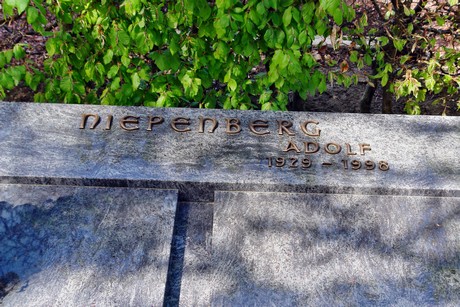 NIEPENBERG
ADOLF
1929 – 1998